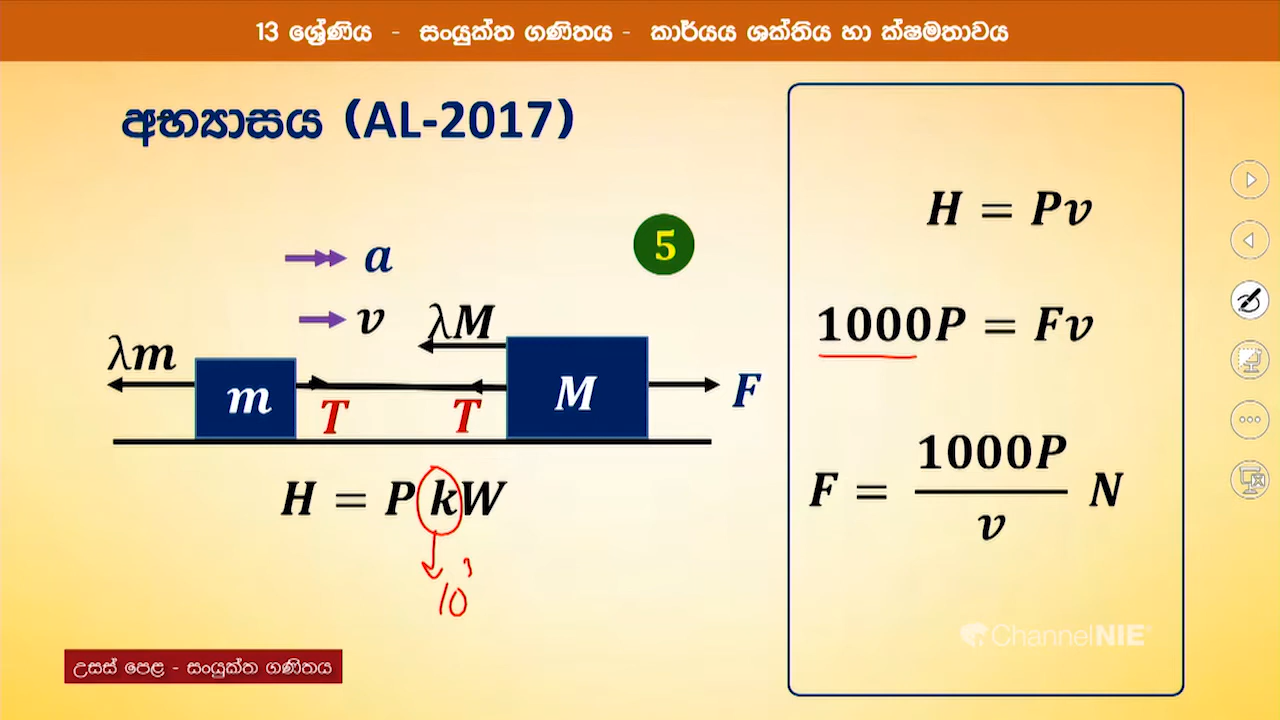 13 ශ්‍රේණිය - සංයුක්ත ගණිතය - කාර්යය ශක්තිය හා ක්ෂමතාවය
අභ්‍යාසය (AL-2017)
5
a
v
λm
λM
m
T
T
M
F
H = P kW
10³
H = Pv
1000P = Fv
F = 1000P / v N
ChannelNIE
උසස් පෙළ - සංයුක්ත ගණිතය